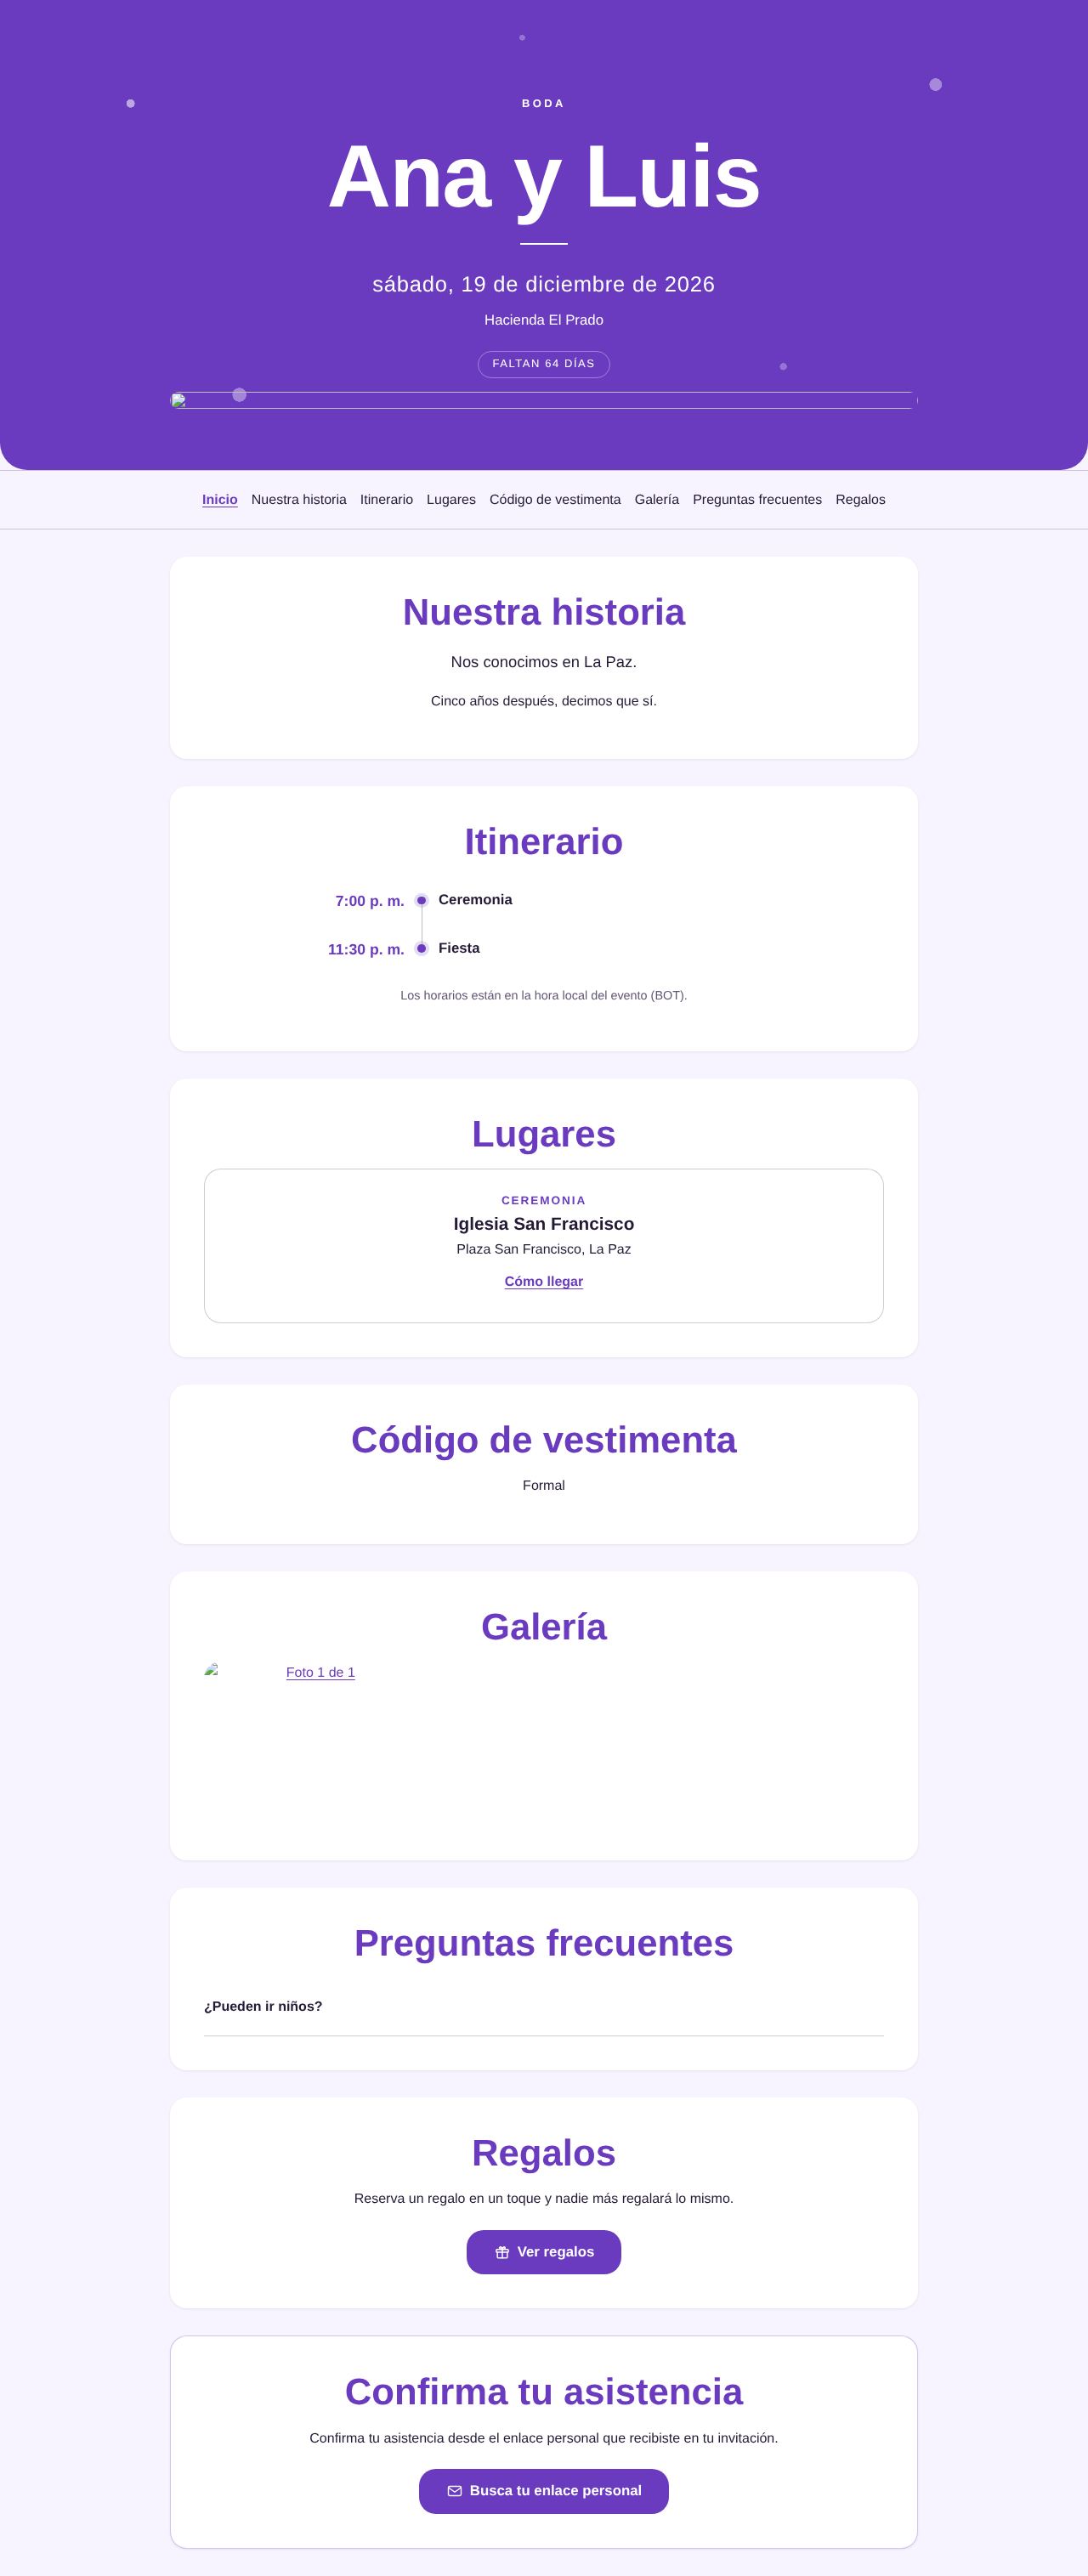 BODA
Ana y Luis
sábado, 19 de diciembre de 2026
Hacienda El Prado
FALTAN 64 DÍAS
Inicio Nuestra historia Itinerario Lugares Código de vestimenta Galería Preguntas frecuentes Regalos
Nuestra historia
Nos conocimos en La Paz.
Cinco años después, decimos que sí.
Itinerario
7:00 p. m. Ceremonia
11:30 p. m. Fiesta
Los horarios están en la hora local del evento (BOT).
Lugares
CEREMONIA
Iglesia San Francisco
Plaza San Francisco, La Paz
Cómo llegar
Código de vestimenta
Formal
Galería
Foto 1 de 1
Preguntas frecuentes
¿Pueden ir niños?
Regalos
Reserva un regalo en un toque y nadie más regalará lo mismo.
Ver regalos
Confirma tu asistencia
Confirma tu asistencia desde el enlace personal que recibiste en tu invitación.
Busca tu enlace personal